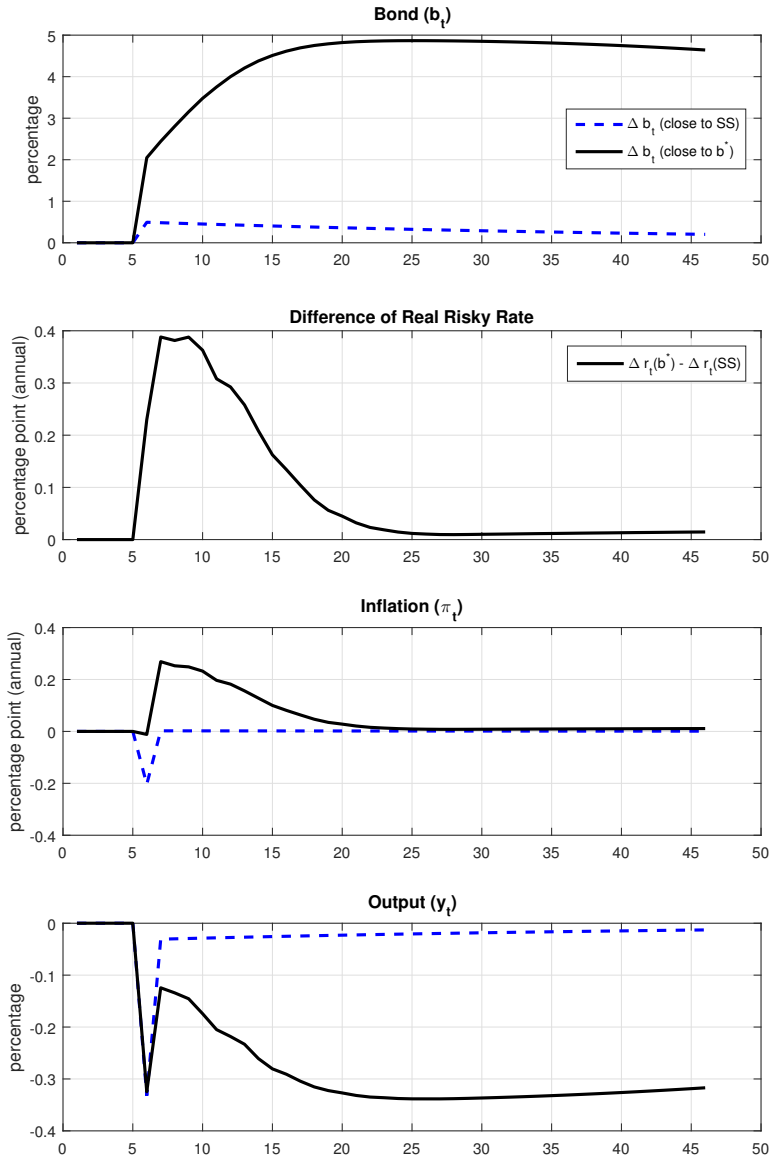 Bond (b_t)
percentage
5
4
3
2
1
0
Δ b_t (close to SS)
Δ b_t (close to b*)
0 5 10 15 20 25 30 35 40 45 50
Difference of Real Risky Rate
percentage point (annual)
0.4
0.3
0.2
0.1
0
Δ r_t(b*) - Δ r_t(SS)
0 5 10 15 20 25 30 35 40 45 50
Inflation (π_t)
percentage point (annual)
0.4
0.2
0
-0.2
-0.4
0 5 10 15 20 25 30 35 40 45 50
Output (y_t)
percentage
0
-0.1
-0.2
-0.3
-0.4
0 5 10 15 20 25 30 35 40 45 50